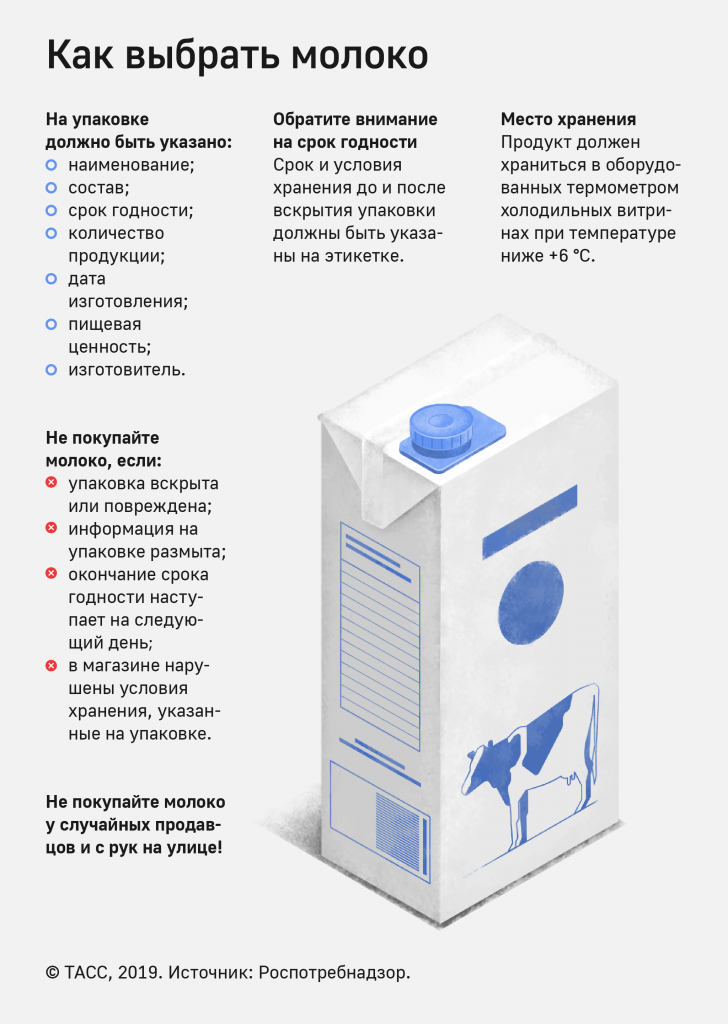 Как выбрать молоко
На упаковке
должно быть указано:
наименование;
состав;
срок годности;
количество
продукции;
дата
изготовления;
пищевая
ценность;
изготовитель.
Обратите внимание
на срок годности
Срок и условия
хранения до и после
вскрытия упаковки
должны быть указа-
ны на этикетке.
Место хранения
Продукт должен
храниться в оборудо-
ванных термометром
холодильных витри-
нах при температуре
ниже +6 °C.
Не покупайте
молоко, если:
упаковка вскрыта
или повреждена;
информация на
упаковке размыта;
окончание срока
годности насту-
пает на следую-
щий день;
в магазине нару-
шены условия
хранения, указан-
ные на упаковке.
Не покупайте молоко
у случайных продав-
цов и с рук на улице!
© ТАСС, 2019. Источник: Роспотребнадзор.